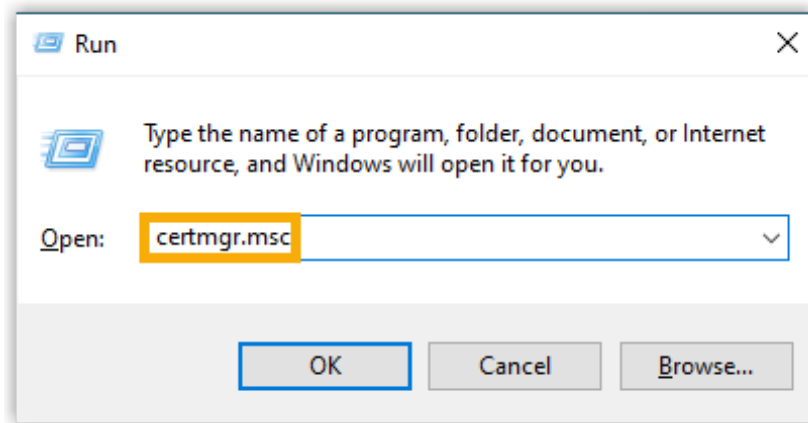 Run
Type the name of a program, folder, document, or Internet
resource, and Windows will open it for you.
Open: certmgr.msc
OK Cancel Browse...